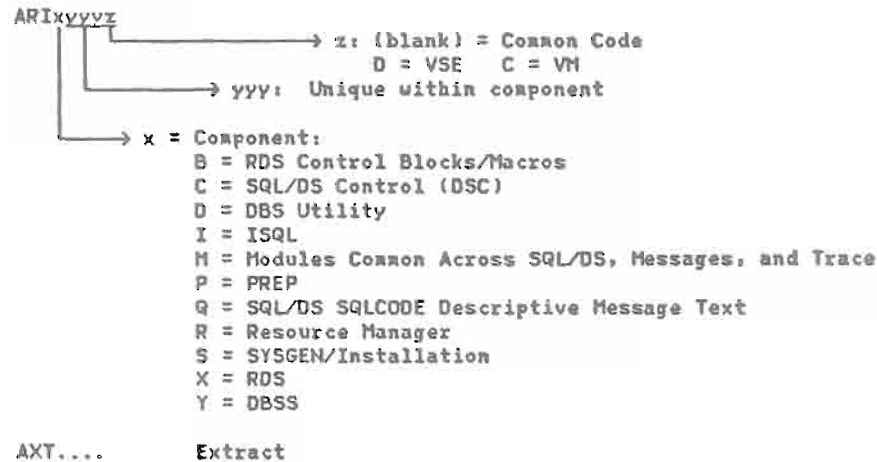 ARIxyyyz
z: (blank) = Common Code
D = VSE C = VM
yyy: Unique within component
x = Component:
B = RDS Control Blocks/Macros
C = SQL/DS Control (DSC)
D = DBS Utility
I = ISQL
M = Modules Common Across SQL/DS, Messages, and Trace
P = PREP
Q = SQL/DS SQLCODE Descriptive Message Text
R = Resource Manager
S = SYSGEN/Installation
X = RDS
Y = DBSS
AXT.... Extract